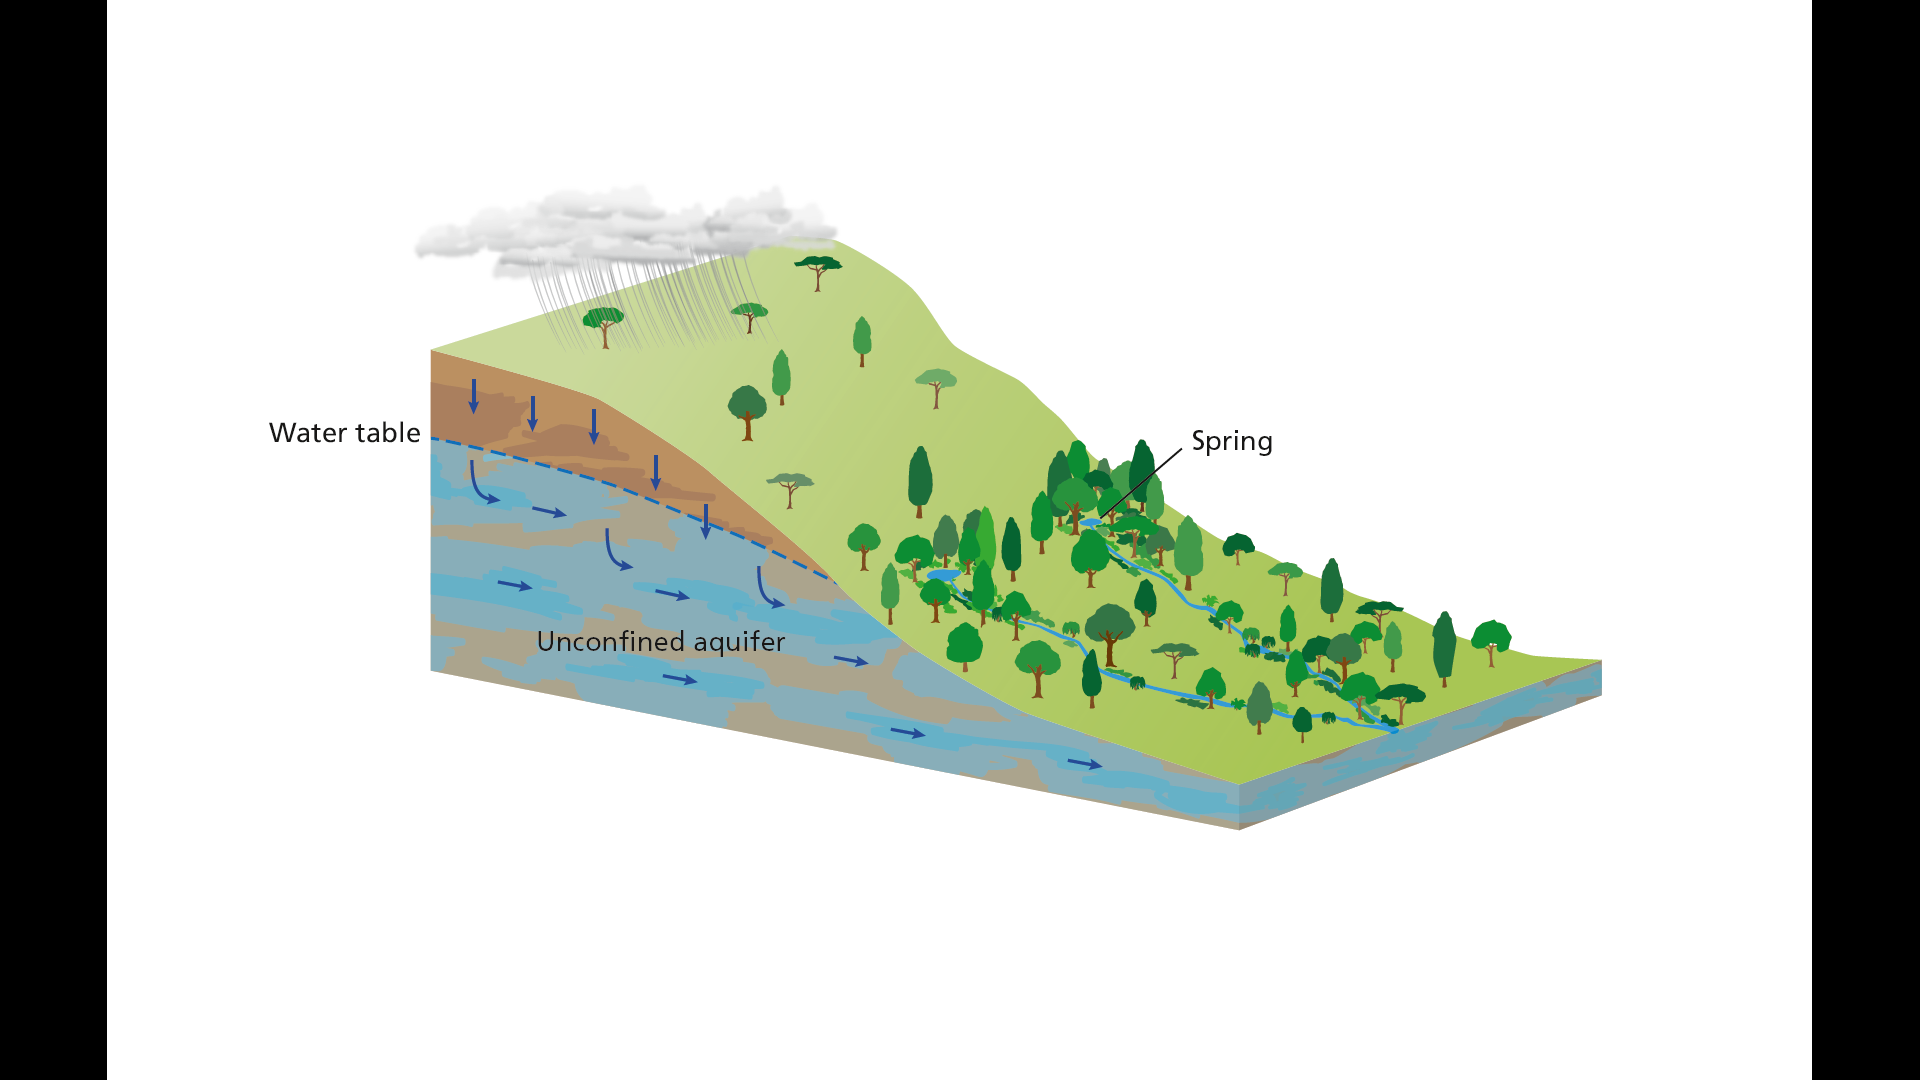 Water table
Spring
Unconfined aquifer